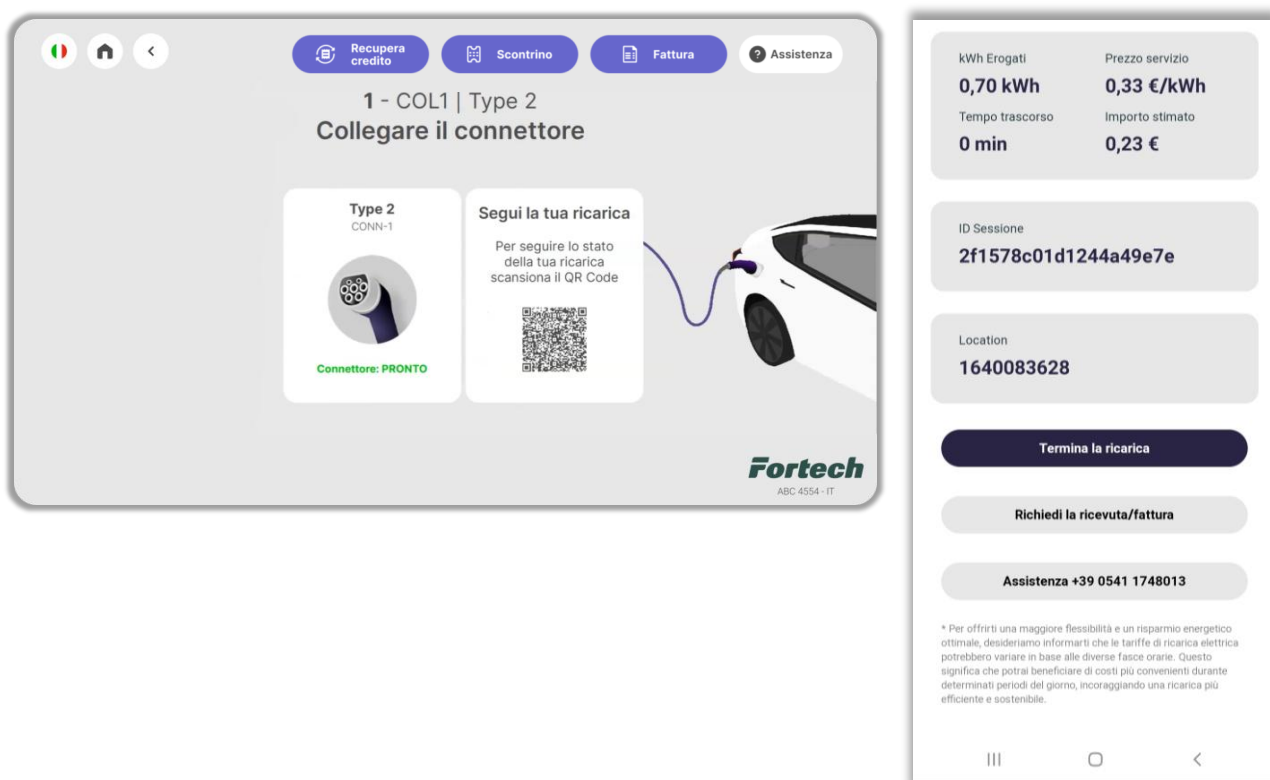 Recupera
credito
Scontrino
Fattura
? Assistenza
1 - COL1 | Type 2
Collegare il connettore
Type 2
CONN-1
Connettore: PRONTO
Segui la tua ricarica
Per seguire lo stato
della tua ricarica
scansiona il QR Code
Fortech
ABC 4554 - IT
kWh Erogati
0,70 kWh
Prezzo servizio
0,33 €/kWh
Tempo trascorso
0 min
Importo stimato
0,23 €
ID Sessione
2f1578c01d1244a49e7e
Location
1640083628
Termina la ricarica
Richiedi la ricevuta/fattura
Assistenza +39 0541 1748013
* Per offrirti una maggiore flessibilità e un risparmio energetico
ottimale, desideriamo informarti che le tariffe di ricarica elettrica
potrebbero variare in base alle diverse fasce orarie. Questo
significa che potrai beneficiare di costi più convenienti durante
determinati periodi del giorno, incoraggiando una ricarica più
efficiente e sostenibile.